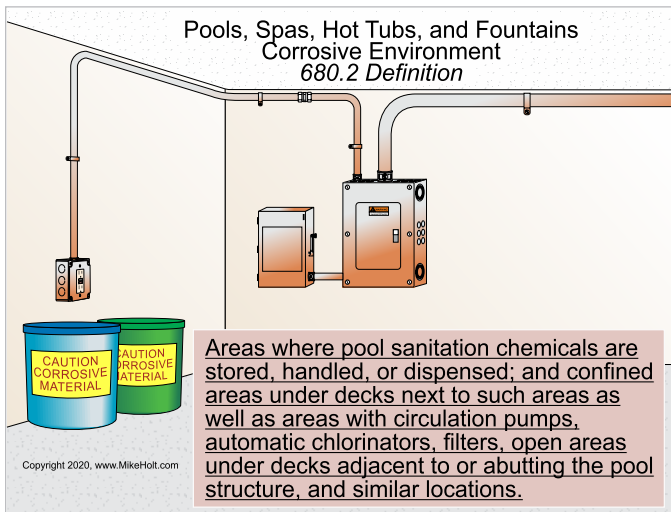 Pools, Spas, Hot Tubs, and Fountains
Corrosive Environment
680.2 Definition
CAUTION
CORROSIVE
MATERIAL
CAUTION
ORROSIVE
MATERIAL
Areas where pool sanitation chemicals are
stored, handled, or dispensed; and confined
areas under decks next to such areas as
well as areas with circulation pumps,
automatic chlorinators, filters, open areas
under decks adjacent to or abutting the pool
structure, and similar locations.
Copyright 2020, www.MikeHolt.com